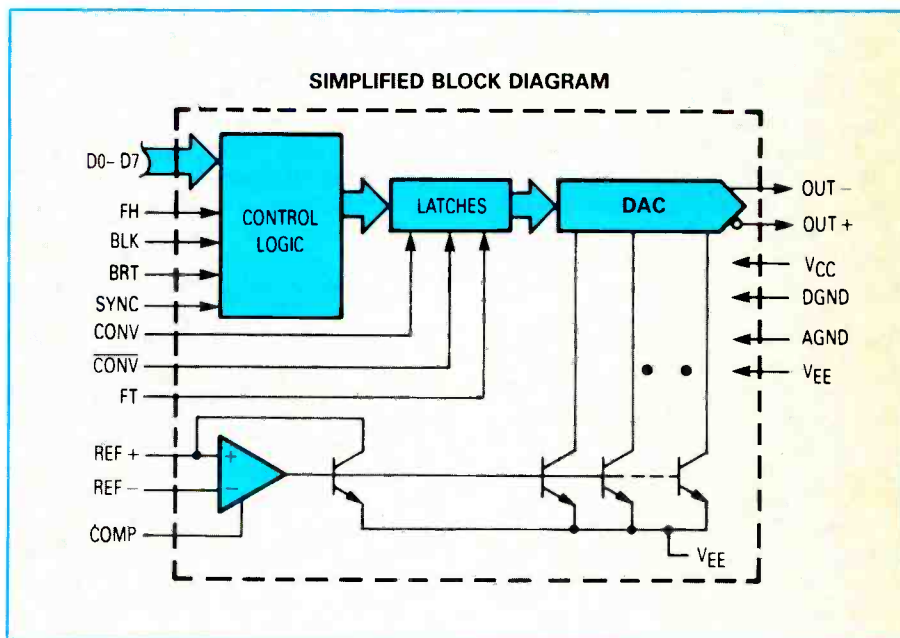 SIMPLIFIED BLOCK DIAGRAM
D0-D7
FH
BLK
BRT
SYNC
CONV
CONV
FT
REF +
REF -
COMP
CONTROL
LOGIC
LATCHES
DAC
+
-
OUT -
OUT +
VCC
DGND
AGND
VEE
VEE